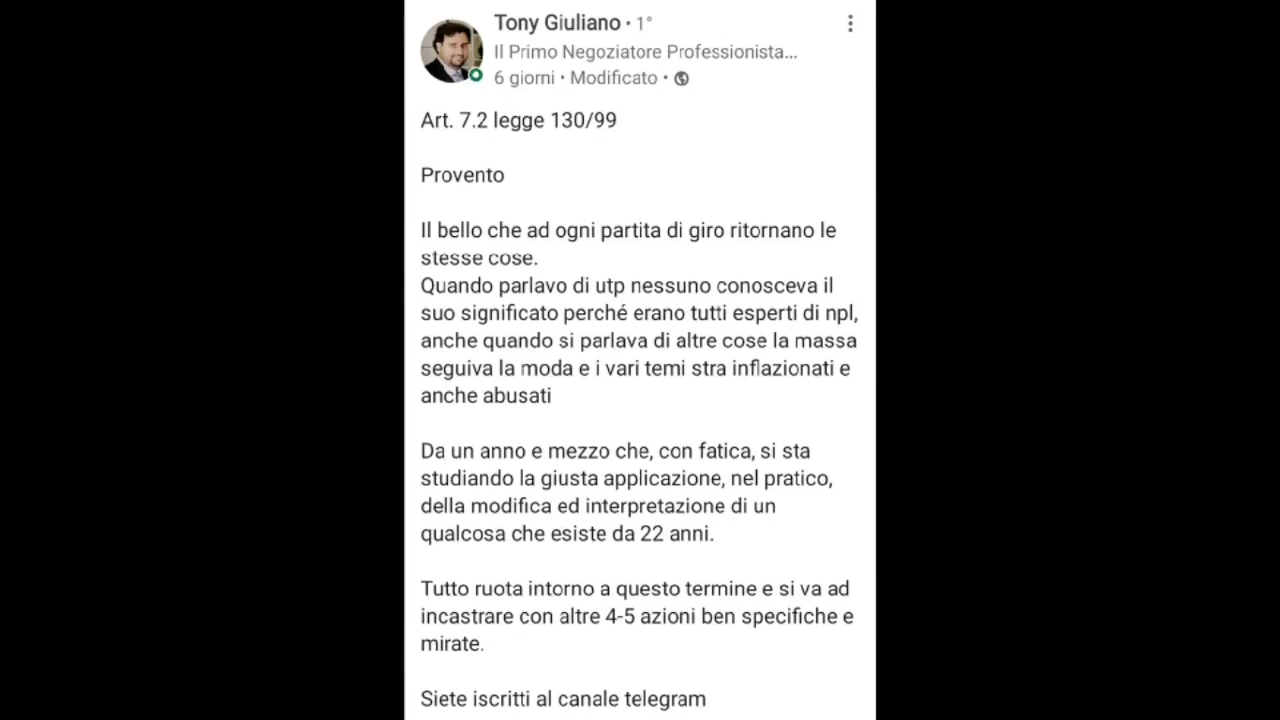 Tony Giuliano • 1°
Il Primo Negoziatore Professionista...
6 giorni • Modificato •
Art. 7.2 legge 130/99
Provento
Il bello che ad ogni partita di giro ritornano le
stesse cose.
Quando parlavo di utp nessuno conosceva il
suo significato perché erano tutti esperti di npl,
anche quando si parlava di altre cose la massa
seguiva la moda e i vari temi stra inflazionati e
anche abusati
Da un anno e mezzo che, con fatica, si sta
studiando la giusta applicazione, nel pratico,
della modifica ed interpretazione di un
qualcosa che esiste da 22 anni.
Tutto ruota intorno a questo termine e si va ad
incastrare con altre 4-5 azioni ben specifiche e
mirate.
Siete iscritti al canale telegram